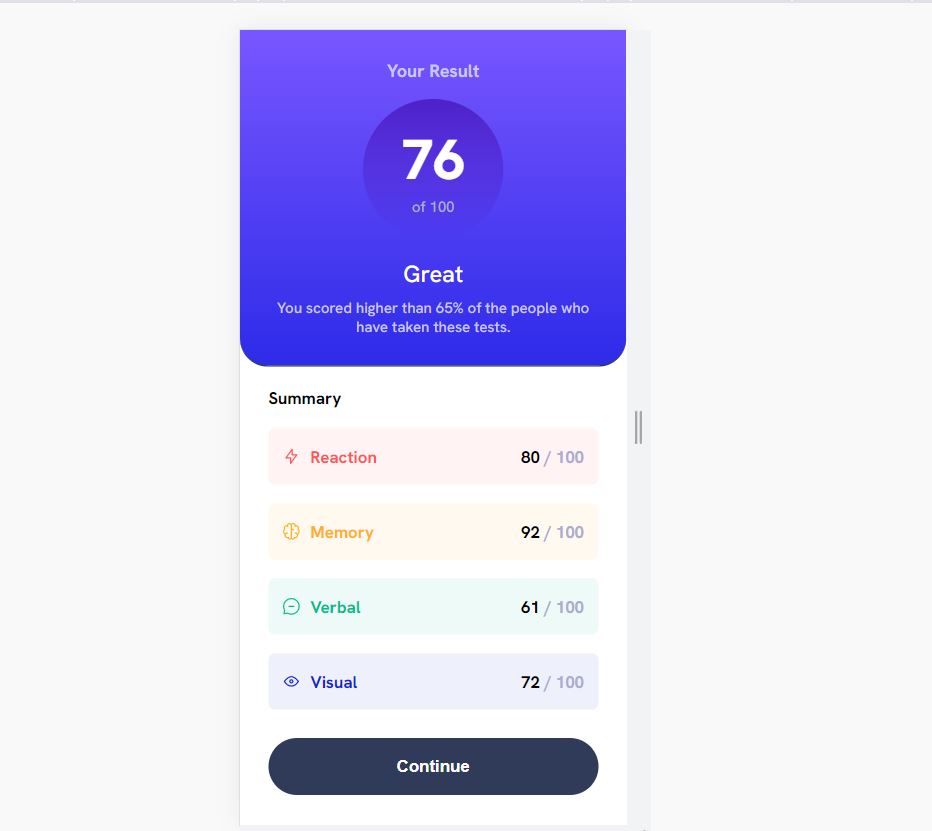 Your Result
76
of 100
Great
You scored higher than 65% of the people who
have taken these tests.
Summary
Reaction 80 / 100
Memory 92 / 100
Verbal 61 / 100
Visual 72 / 100
Continue